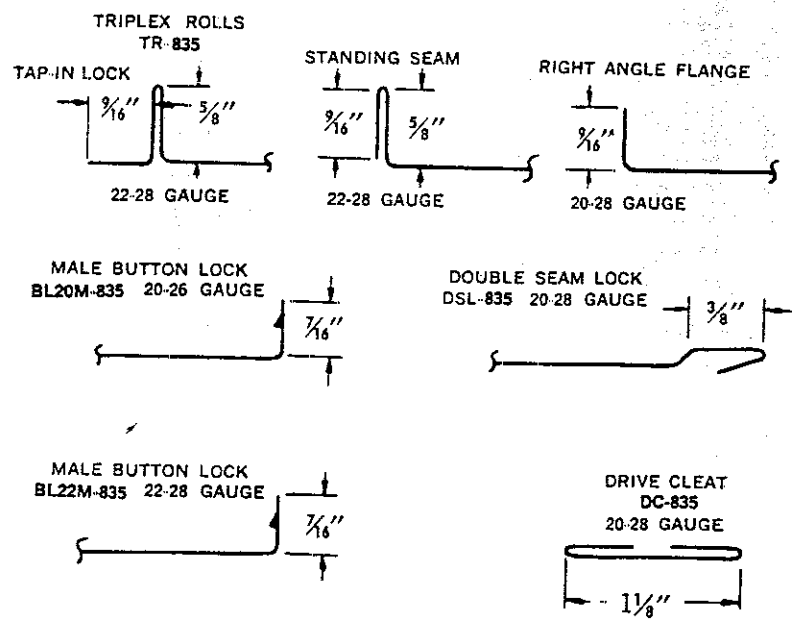 TRIPLEX ROLLS
TR-835
TAP-IN LOCK
9/16"
5/8"
22-28 GAUGE
STANDING SEAM
9/16"
5/8"
22-28 GAUGE
RIGHT ANGLE FLANGE
9/16"
20-28 GAUGE
MALE BUTTON LOCK
BL20M-835 20-26 GAUGE
7/16"
DOUBLE SEAM LOCK
DSL-835 20-28 GAUGE
3/8"
MALE BUTTON LOCK
BL22M-835 22-28 GAUGE
7/16"
DRIVE CLEAT
DC-835
20-28 GAUGE
1 1/8"